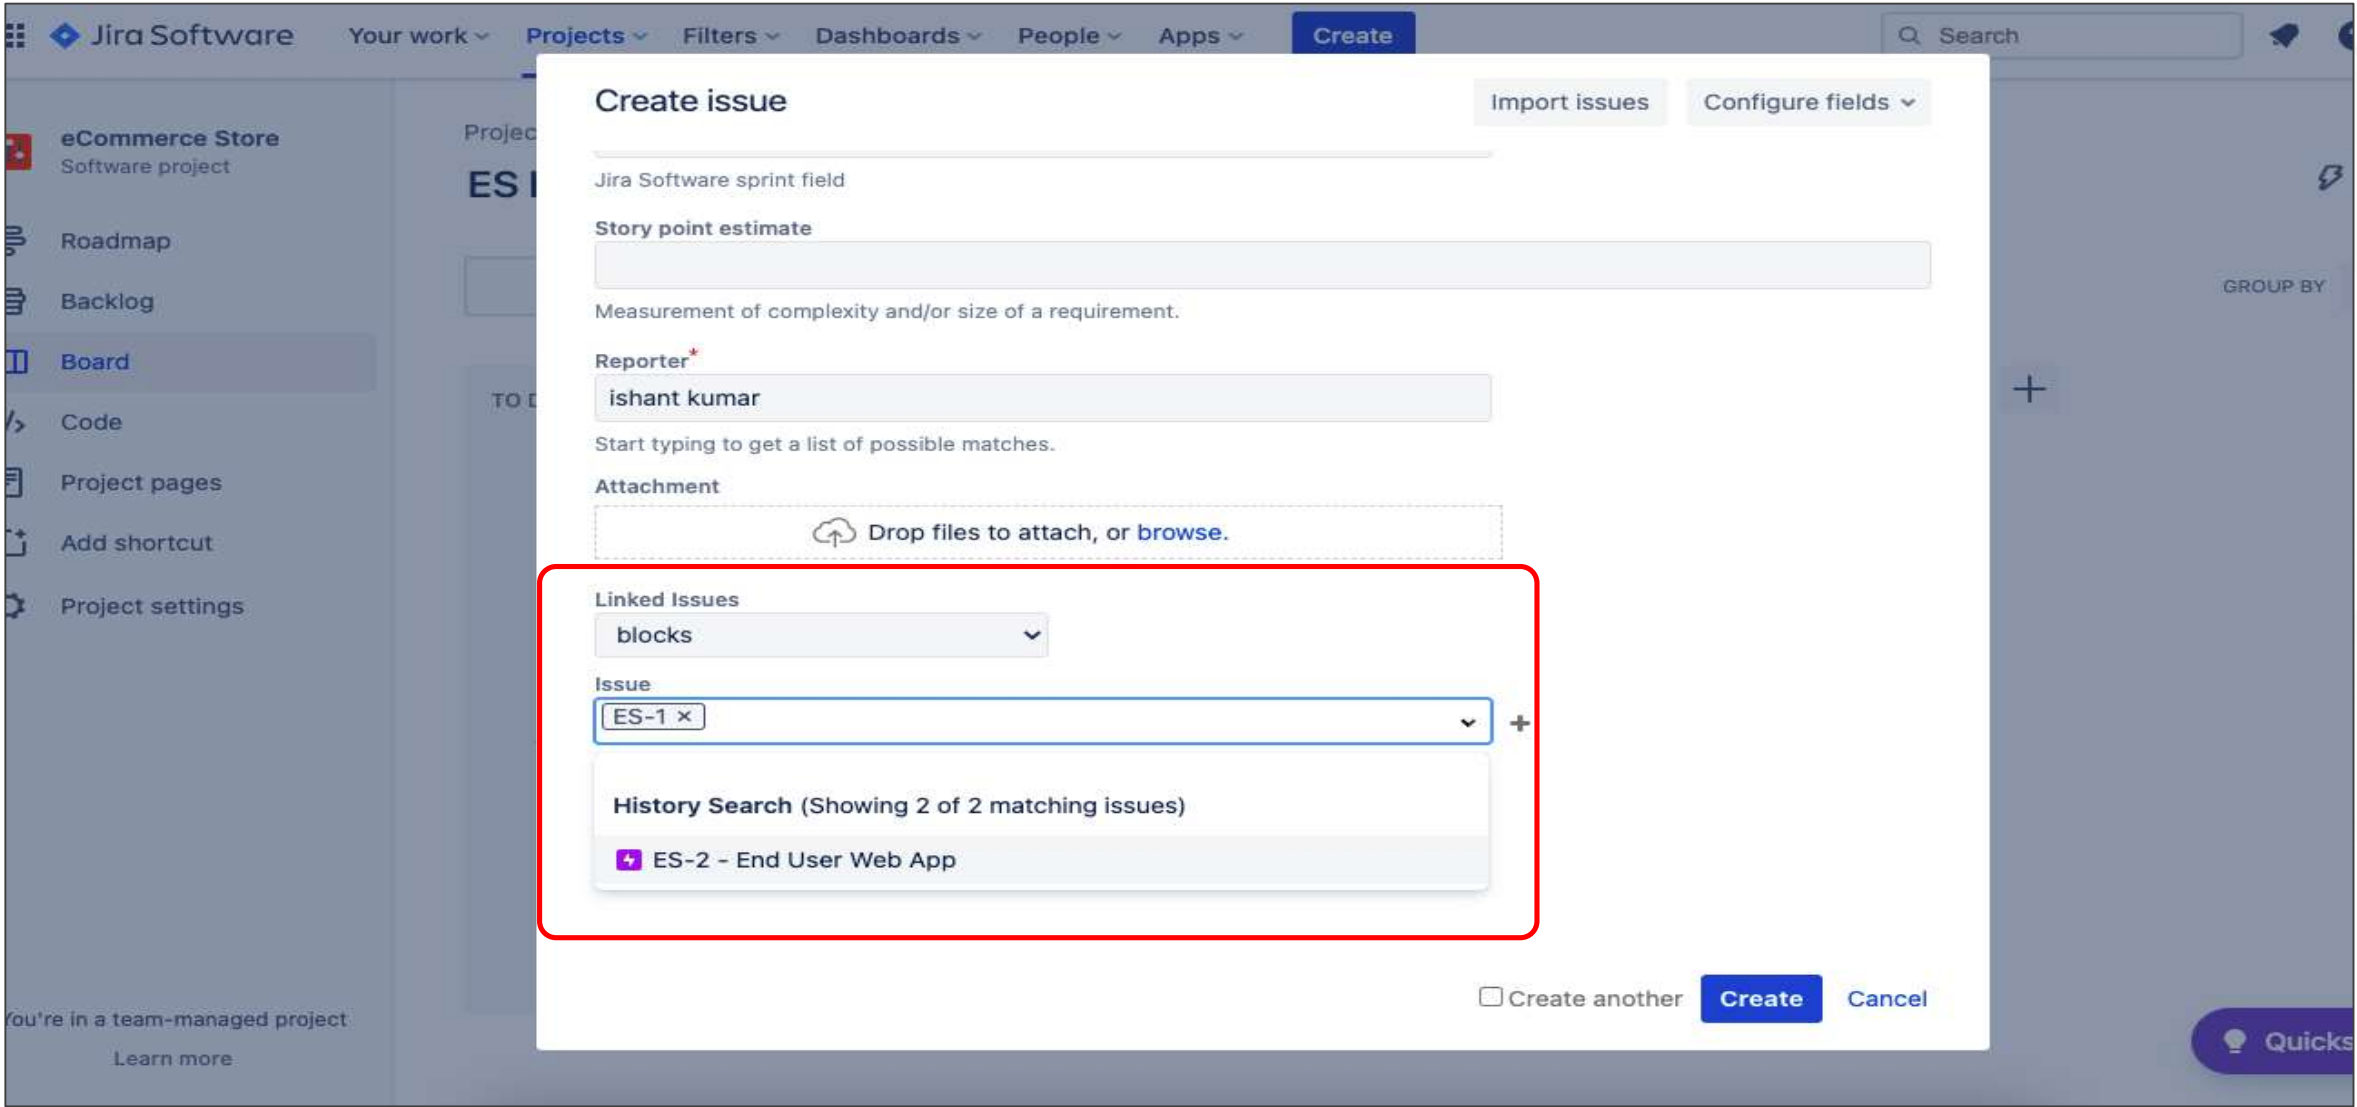 Jira Software Your work Projects Filters Dashboards People Apps Create Search
Create issue Import issues Configure fields
eCommerce Store
Software project
Projec
ES
Jira Software sprint field
Story point estimate
Roadmap
GROUP BY
Backlog
Measurement of complexity and/or size of a requirement.
Board
Reporter*
TO D
ishant kumar
Code
Start typing to get a list of possible matches.
Project pages
Attachment
Add shortcut
Drop files to attach, or browse.
Project settings
Linked Issues
blocks
Issue
ES-1 ×
+
History Search (Showing 2 of 2 matching issues)
ES-2 - End User Web App
Create another Create Cancel
You're in a team-managed project
Learn more
Quicks